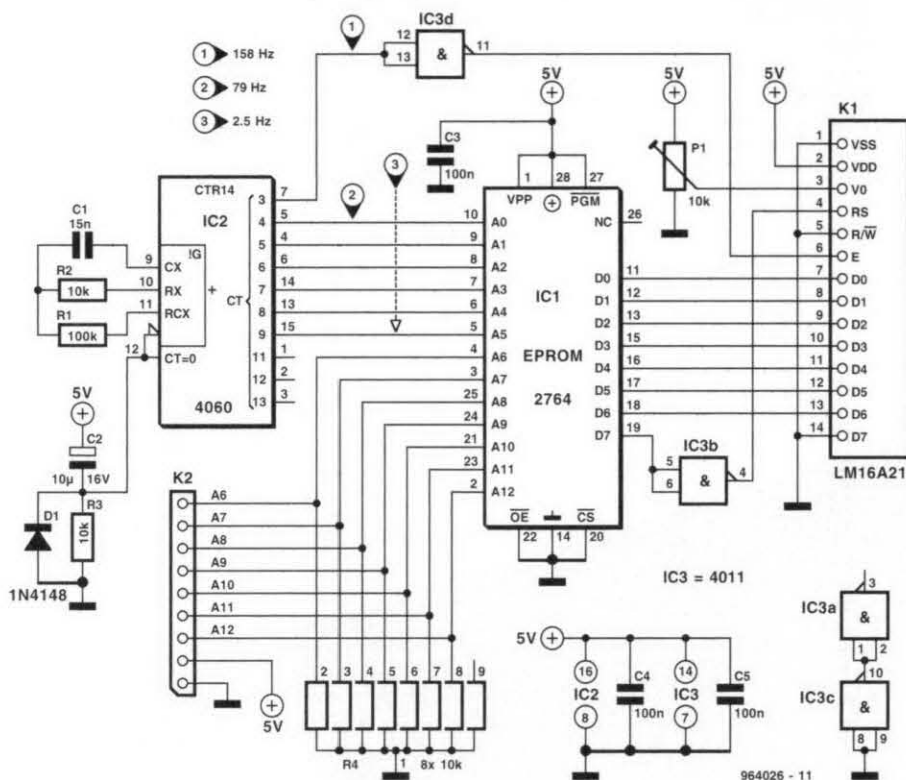 1 158 Hz
2 79 Hz
3 2.5 Hz
1
IC3d
12
13
&
11
5V
5V
5V
K1
C3
100n
3
2
P1
10k
CTR14
IC2
C1
15n
R2
10k
R1
100k
9 CX
10 RX
11 RCX
12 CT=0
!G
+
CT
3 7
4 5
5 4
6 6
7 14
8 13
9 15
11 1
12 2
13 3
4060
1 28 27
VPP PGM
NC 26
10 A0
9 A1
8 A2
7 A3
6 A4
5 A5
4 A6
3 A7
25 A8
24 A9
21 A10
23 A11
2 A12
IC1
EPROM
2764
D0 11
D1 12
D2 13
D3 15
D4 16
D5 17
D6 18
D7 19
OE CS
22 14 20
1 VSS
2 VDD
3 V0
4 RS
5 R/W
6 E
7 D0
8 D1
9 D2
10 D3
11 D4
12 D5
13 D6
14 D7
LM16A21
IC3b
5
6
&
4
5V
C2
10µ 16V
D1
1N4148
R3
10k
K2
A6
A7
A8
A9
A10
A11
A12
5V
2 3 4 5 6 7 8 9
R4 1 8x 10k
IC3 = 4011
5V
16
IC2
8
C4
100n
14
IC3
7
C5
100n
IC3a
3
&
1 2
IC3c
10
&
8 9
964026 - 11